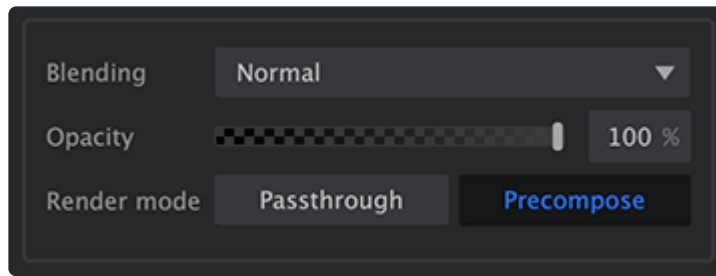 Blending Normal
Opacity 100 %
Render mode Passthrough Precompose